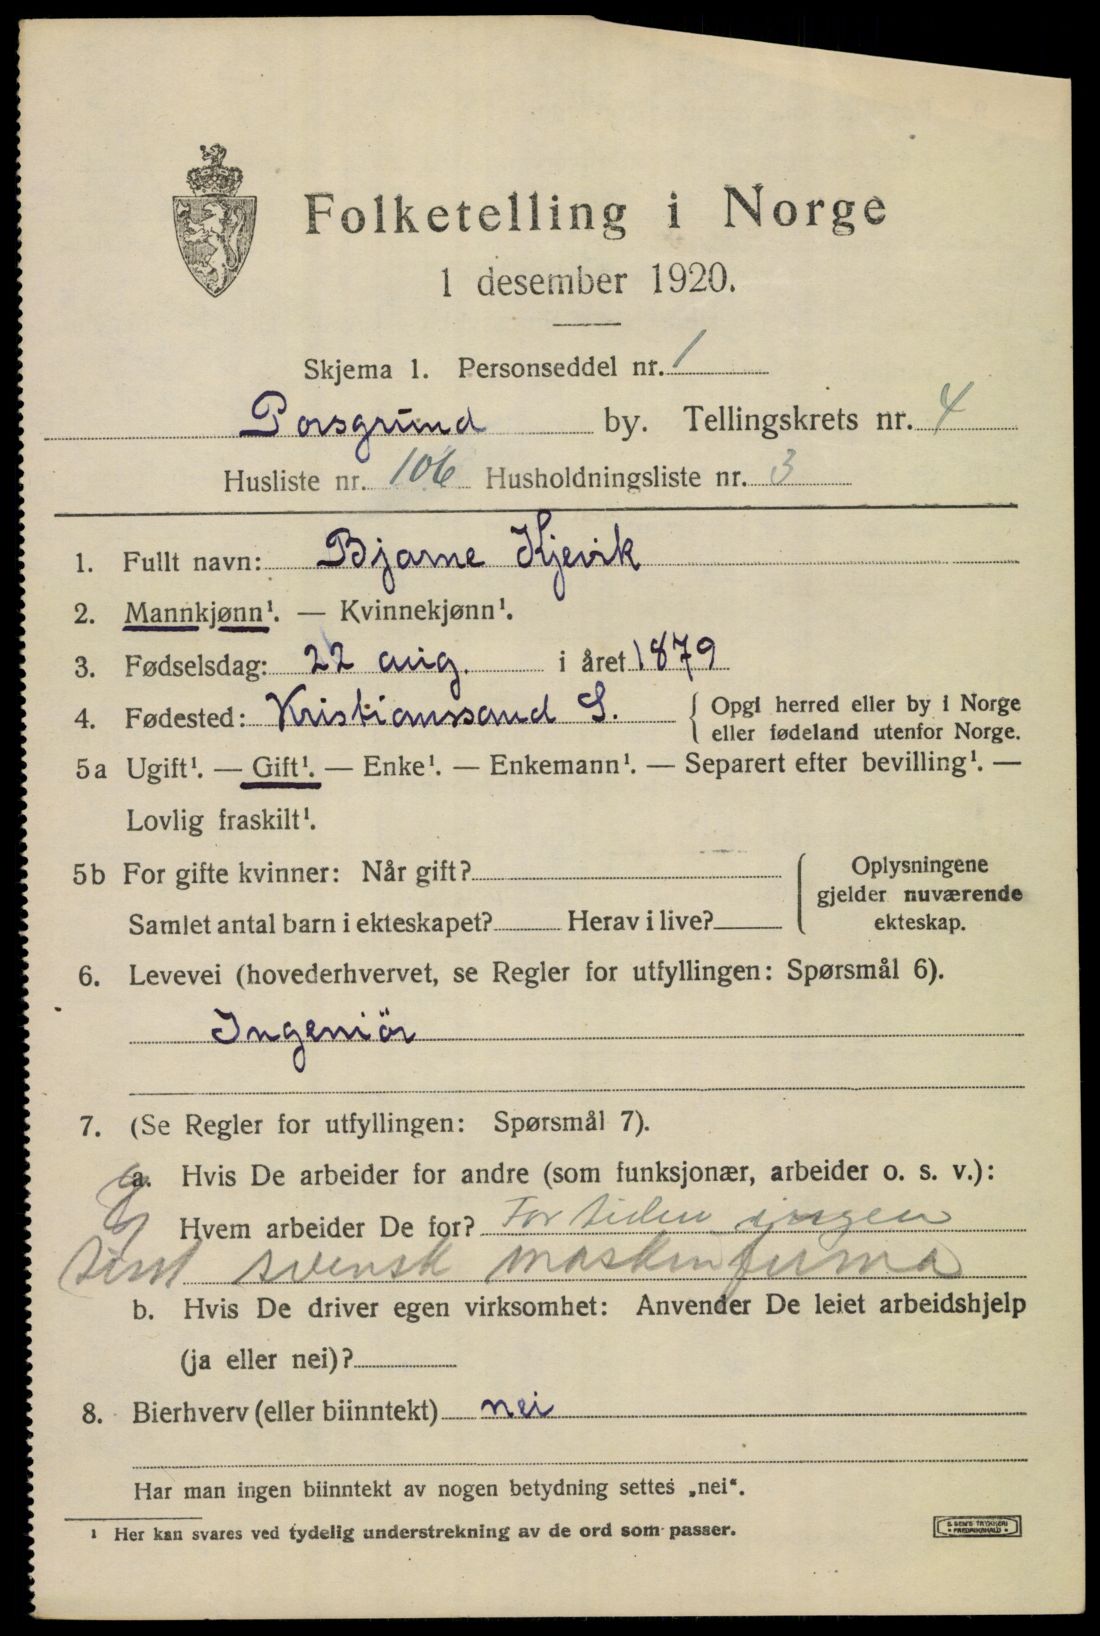 Folketelling i Norge
1 desember 1920.
Skjema 1. Personseddel nr. 1
Porsgrund by. Tellingskrets nr. 4
Husliste nr. 106 Husholdningsliste nr. 3
1. Fullt navn: Bjarne Kjevik
2. Mannkjønn¹. — Kvinnekjønn¹.
3. Fødselsdag: 22 aug. i året 1879
4. Fødested: Kristianssand S. { Opgi herred eller by i Norge
eller fødeland utenfor Norge.
5a Ugift¹. — Gift¹. — Enke¹. — Enkemann¹. — Separert efter bevilling¹. —
Lovlig fraskilt¹.
5b For gifte kvinner: Når gift? { Oplysningene
gjelder nuværende
Samlet antal barn i ekteskapet? Herav i live? ekteskap.
6. Levevei (hovederhvervet, se Regler for utfyllingen: Spørsmål 6).
Ingeniör
7. (Se Regler for utfyllingen: Spørsmål 7).
a. Hvis De arbeider for andre (som funksjonær, arbeider o. s. v.):
Hvem arbeider De for? For tiden ingen
sist svensk maskinfirma
b. Hvis De driver egen virksomhet: Anvender De leiet arbeidshjelp
(ja eller nei)?
8. Bierhverv (eller biinntekt) nei
Har man ingen biinntekt av nogen betydning settes „nei“.
¹ Her kan svares ved tydelig understrekning av de ord som passer.
E. SEM'S TRYKKERI
* FREDRIKSHALD *